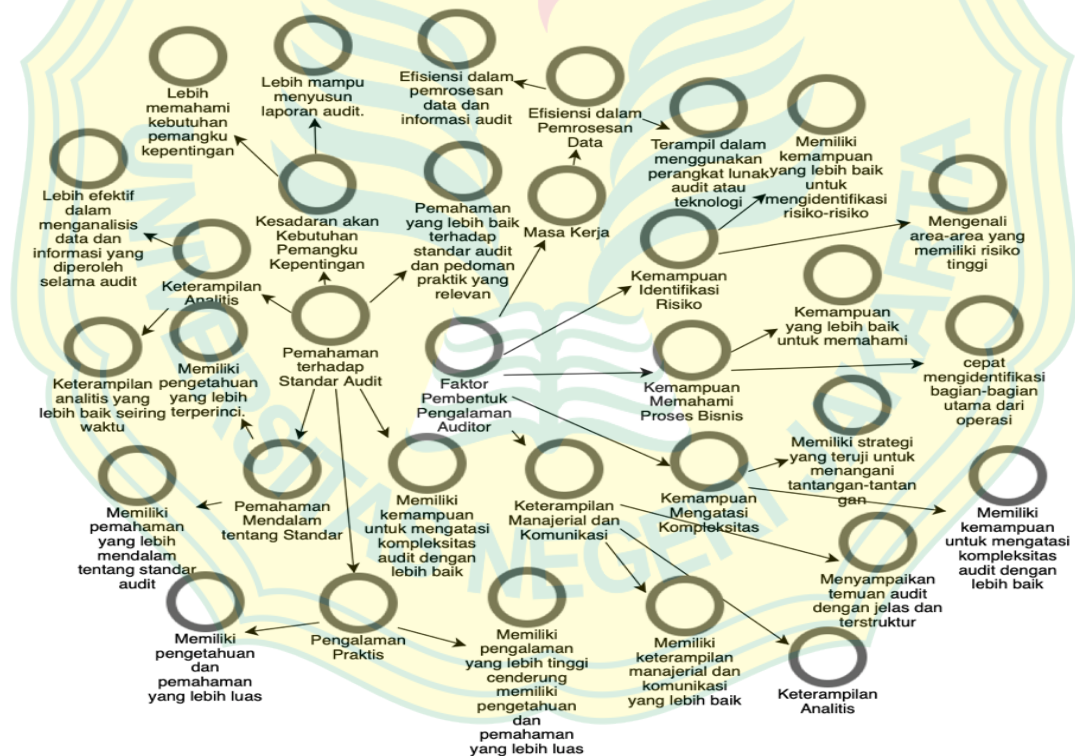 Lebih
memahami
kebutuhan
pemangku
kepentingan
Lebih mampu
menyusun
laporan audit.
Efisiensi dalam
pemrosesan
data dan
informasi audit
Efisiensi dalam
Pemrosesan
Data
Terampil dalam
menggunakan
perangkat lunak
audit atau
teknologi
Memiliki
kemampuan
yang lebih baik
untuk
mengidentifikasi
risiko-risiko
Lebih efektif
dalam
menganalisis
data dan
informasi yang
diperoleh
selama audit
Kesadaran akan
Kebutuhan
Pemangku
Kepentingan
Pemahaman
yang lebih baik
terhadap
standar audit
dan pedoman
praktik yang
relevan
Masa Kerja
Kemampuan
Identifikasi
Risiko
Mengenali
area-area yang
memiliki risiko
tinggi
Keterampilan
Analitis
Kemampuan
yang lebih baik
untuk memahami
Keterampilan
analitis yang
lebih baik seiring
waktu
Memiliki
pengetahuan
yang lebih
terperinci.
Pemahaman
terhadap
Standar Audit
Faktor
Pembentuk
Pengalaman
Auditor
Kemampuan
Memahami
Proses Bisnis
cepat
mengidentifikasi
bagian-bagian
utama dari
operasi
Memiliki strategi
yang teruji untuk
menangani
tantangan-tantan
gan
Memiliki
pemahaman
yang lebih
mendalam
tentang standar
audit
Pemahaman
Mendalam
tentang Standar
Memiliki
kemampuan
untuk mengatasi
kompleksitas
audit dengan
lebih baik
Keterampilan
Manajerial dan
Komunikasi
Kemampuan
Mengatasi
Kompleksitas
Memiliki
kemampuan
untuk mengatasi
kompleksitas
audit dengan
lebih baik
Menyampaikan
temuan audit
dengan jelas dan
terstruktur
Memiliki
pengetahuan
dan
pemahaman
yang lebih luas
Pengalaman
Praktis
Memiliki
pengalaman
yang lebih tinggi
cenderung
memiliki
pengetahuan
dan
pemahaman
yang lebih luas
Memiliki
keterampilan
manajerial dan
komunikasi
yang lebih baik
Keterampilan
Analitis
UNIVERSITAS NEGERI JAKARTA